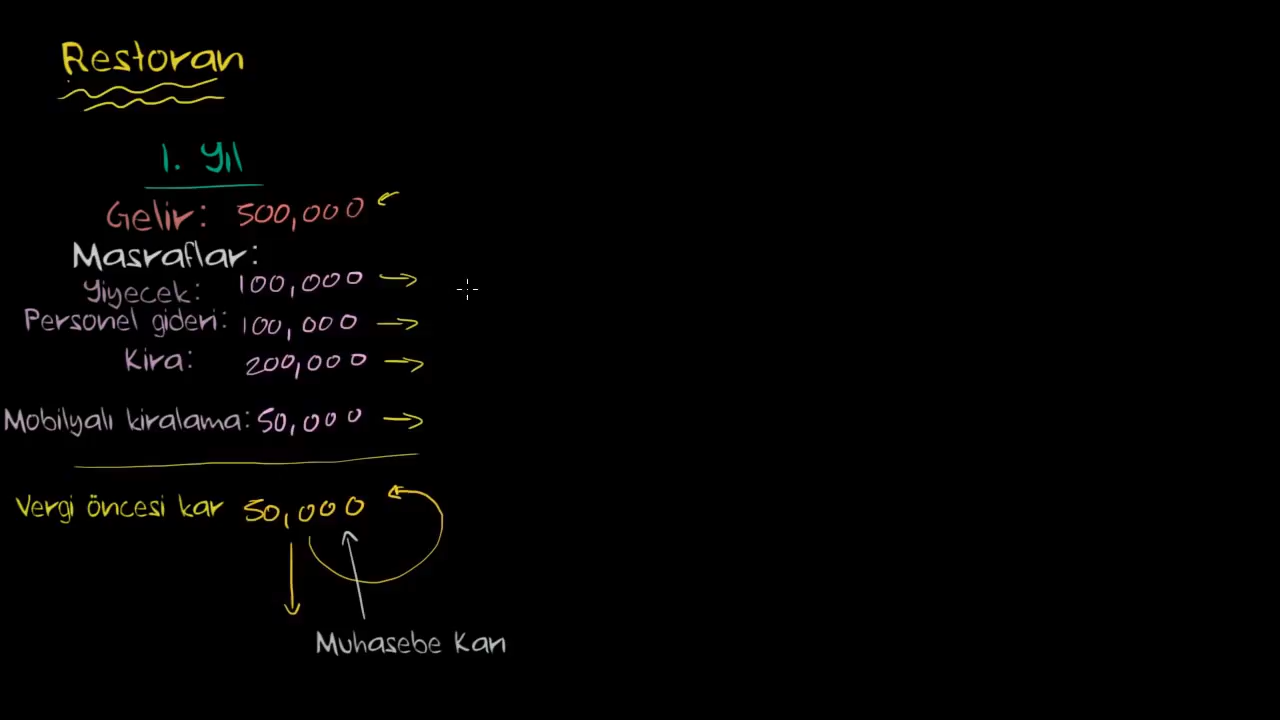 Restoran
1. Yıl
Gelir: 500,000
Masraflar:
Yiyecek: 100,000
Personel gideri: 100,000
Kira: 200,000
Mobilyalı kiralama: 50,000
Vergi öncesi kar 50,000
Muhasebe Karı